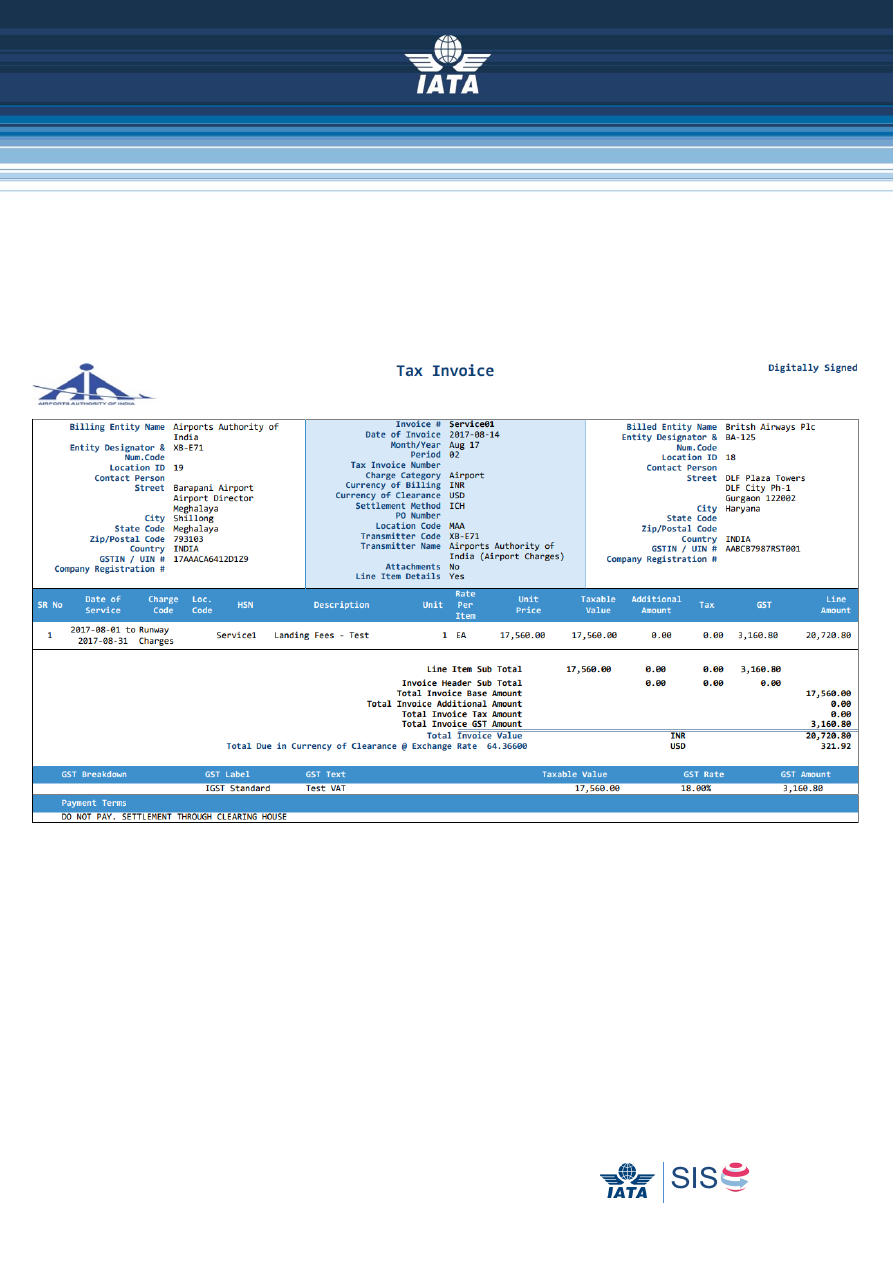 IATA
Tax Invoice
Digitally Signed
AIRPORTS AUTHORITY OF INDIA
Billing Entity Name Airports Authority of
India
Entity Designator & XB-E71
Num.Code
Location ID 19
Contact Person
Street Barapani Airport
Airport Director
Meghalaya
City Shillong
State Code Meghalaya
Zip/Postal Code 793103
Country INDIA
GSTIN / UIN # 17AAACA6412D1Z9
Company Registration #
Invoice # Service01
Date of Invoice 2017-08-14
Month/Year Aug 17
Period 02
Tax Invoice Number
Charge Category Airport
Currency of Billing INR
Currency of Clearance USD
Settlement Method ICH
PO Number
Location Code MAA
Transmitter Code XB-E71
Transmitter Name Airports Authority of
India (Airport Charges)
Attachments No
Line Item Details Yes
Billed Entity Name Britsh Airways Plc
Entity Designator & BA-125
Num.Code
Location ID 18
Contact Person
Street DLF Plaza Towers
DLF City Ph-1
Gurgaon 122002
City Haryana
State Code
Zip/Postal Code
Country INDIA
GSTIN / UIN # AABCB7987RST001
Company Registration #
SR No Date of Service Charge Code Loc. Code HSN Description Unit Rate Per Item Unit Price Taxable Value Additional Amount Tax GST Line Amount
1 2017-08-01 to Runway Service1 Landing Fees - Test 1 EA 17,560.00 17,560.00 0.00 0.00 3,160.80 20,720.80
2017-08-31 Charges
Line Item Sub Total 17,560.00 0.00 0.00 3,160.80
Invoice Header Sub Total 0.00 0.00 0.00
Total Invoice Base Amount 17,560.00
Total Invoice Additional Amount 0.00
Total Invoice Tax Amount 0.00
Total Invoice GST Amount 3,160.80
Total Invoice Value INR 20,720.80
Total Due in Currency of Clearance @ Exchange Rate 64.36600 USD 321.92
GST Breakdown GST Label GST Text Taxable Value GST Rate GST Amount
IGST Standard Test VAT 17,560.00 18.00% 3,160.80
Payment Terms
DO NOT PAY. SETTLEMENT THROUGH CLEARING HOUSE
IATA SIS